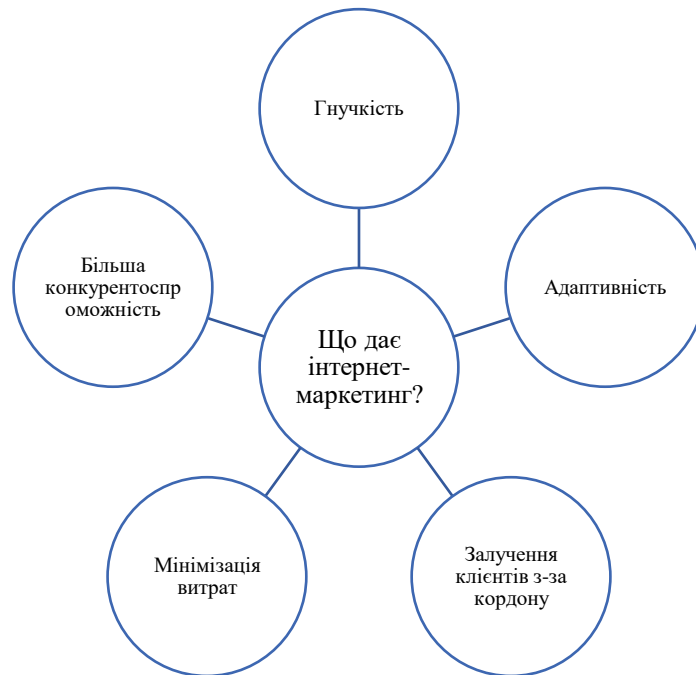 Гнучкість
Більша
конкурентоспр
оможність
Адаптивність
Що дає
інтернет-
маркетинг?
Мінімізація
витрат
Залучення
клієнтів з-за
кордону